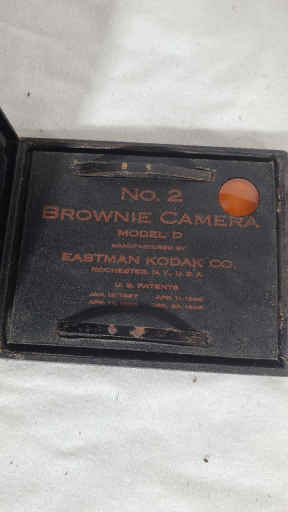 No. 2
BROWNIE CAMERA
MODEL D
MANUFACTURED BY
EASTMAN KODAK CO.
ROCHESTER, N.Y., U.S.A.
U.S. PATENTS